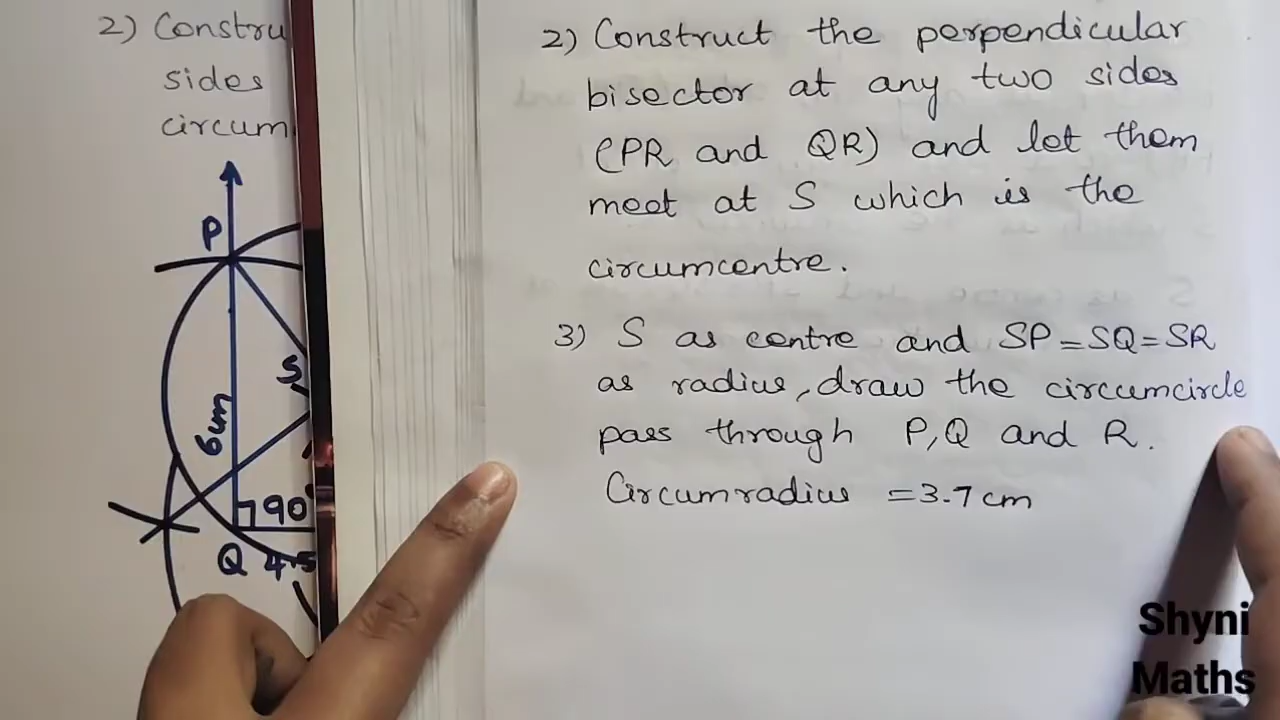 2) Constru
sides
circum
P
S
6cm
90°
Q 4.5
2) Construct the perpendicular
bisector at any two sides
(PR and QR) and let them
meet at S which is the
circumcentre.
3) S as centre and SP=SQ=SR
as radius, draw the circumcircle
pass through P,Q and R.
Circumradius = 3.7 cm
Shyni
Maths